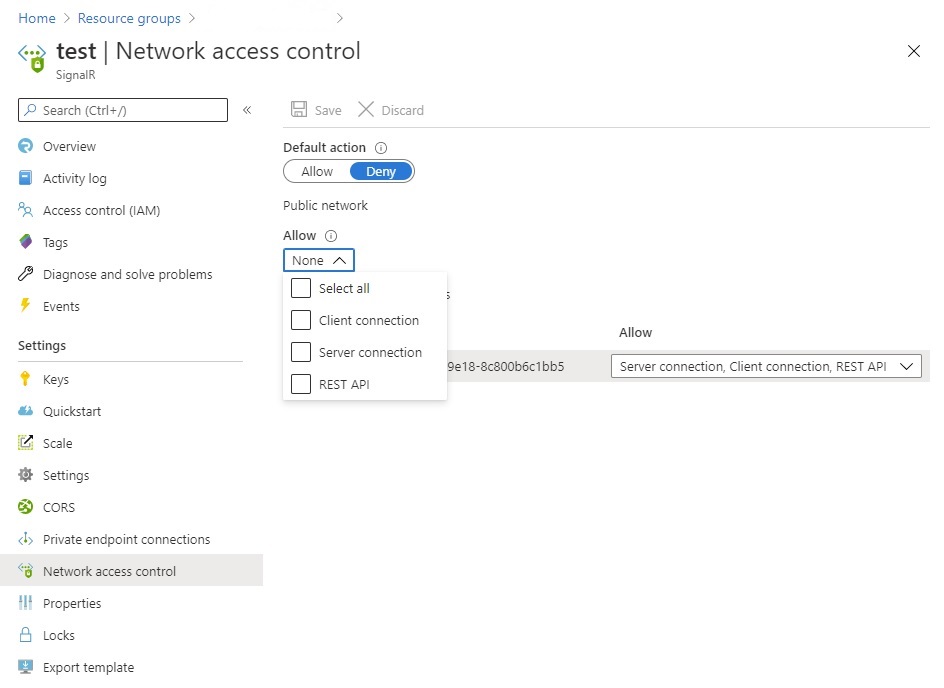 Home > Resource groups > >
test | Network access control
SignalR
Search (Ctrl+/)
«
Save
Discard
Overview
Activity log
Access control (IAM)
Tags
Diagnose and solve problems
Events
Settings
Keys
Quickstart
Scale
Settings
CORS
Private endpoint connections
Network access control
Properties
Locks
Export template
Default action
Allow Deny
Public network
Allow
None
Select all
Client connection
Server connection
REST API
s
Allow
9e18-8c800b6c1bb5
Server connection, Client connection, REST API